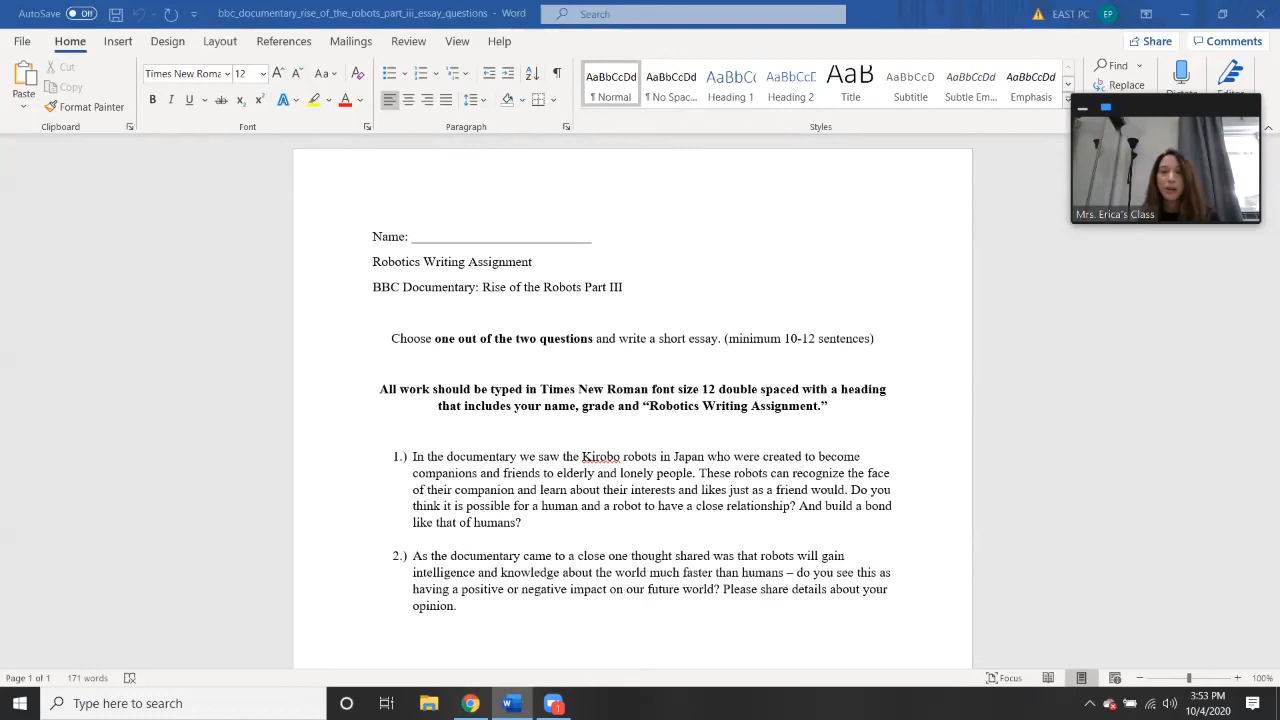 AutoSave Off
bbc_documentary_rise_of_the_robots_part_iii_essay_questions - Word
Search
EAST PC
EP
File Home Insert Design Layout References Mailings Review View Help
Share Comments
Paste
Cut
Copy
Format Painter
Times New Roma 12
AaBbCcDd AaBbCcDd AaBbCc AaBbCcE AaB AaBbCcD AaBbCcDd AaBbCcDd
¶ Normal ¶ No Spac... Heading 1 Heading 2 Title Subtitle Subtle Em... Emphasis
Find
Replace
Clipboard Font Paragraph Styles
Mrs. Erica's Class
Name: ___________________________
Robotics Writing Assignment
BBC Documentary: Rise of the Robots Part III
Choose one out of the two questions and write a short essay. (minimum 10-12 sentences)
All work should be typed in Times New Roman font size 12 double spaced with a heading
that includes your name, grade and “Robotics Writing Assignment.”
1.) In the documentary we saw the Kirobo robots in Japan who were created to become
companions and friends to elderly and lonely people. These robots can recognize the face
of their companion and learn about their interests and likes just as a friend would. Do you
think it is possible for a human and a robot to have a close relationship? And build a bond
like that of humans?
2.) As the documentary came to a close one thought shared was that robots will gain
intelligence and knowledge about the world much faster than humans – do you see this as
having a positive or negative impact on our future world? Please share details about your
opinion.
Page 1 of 1 171 words
Focus
100%
Type here to search
3:53 PM
10/4/2020